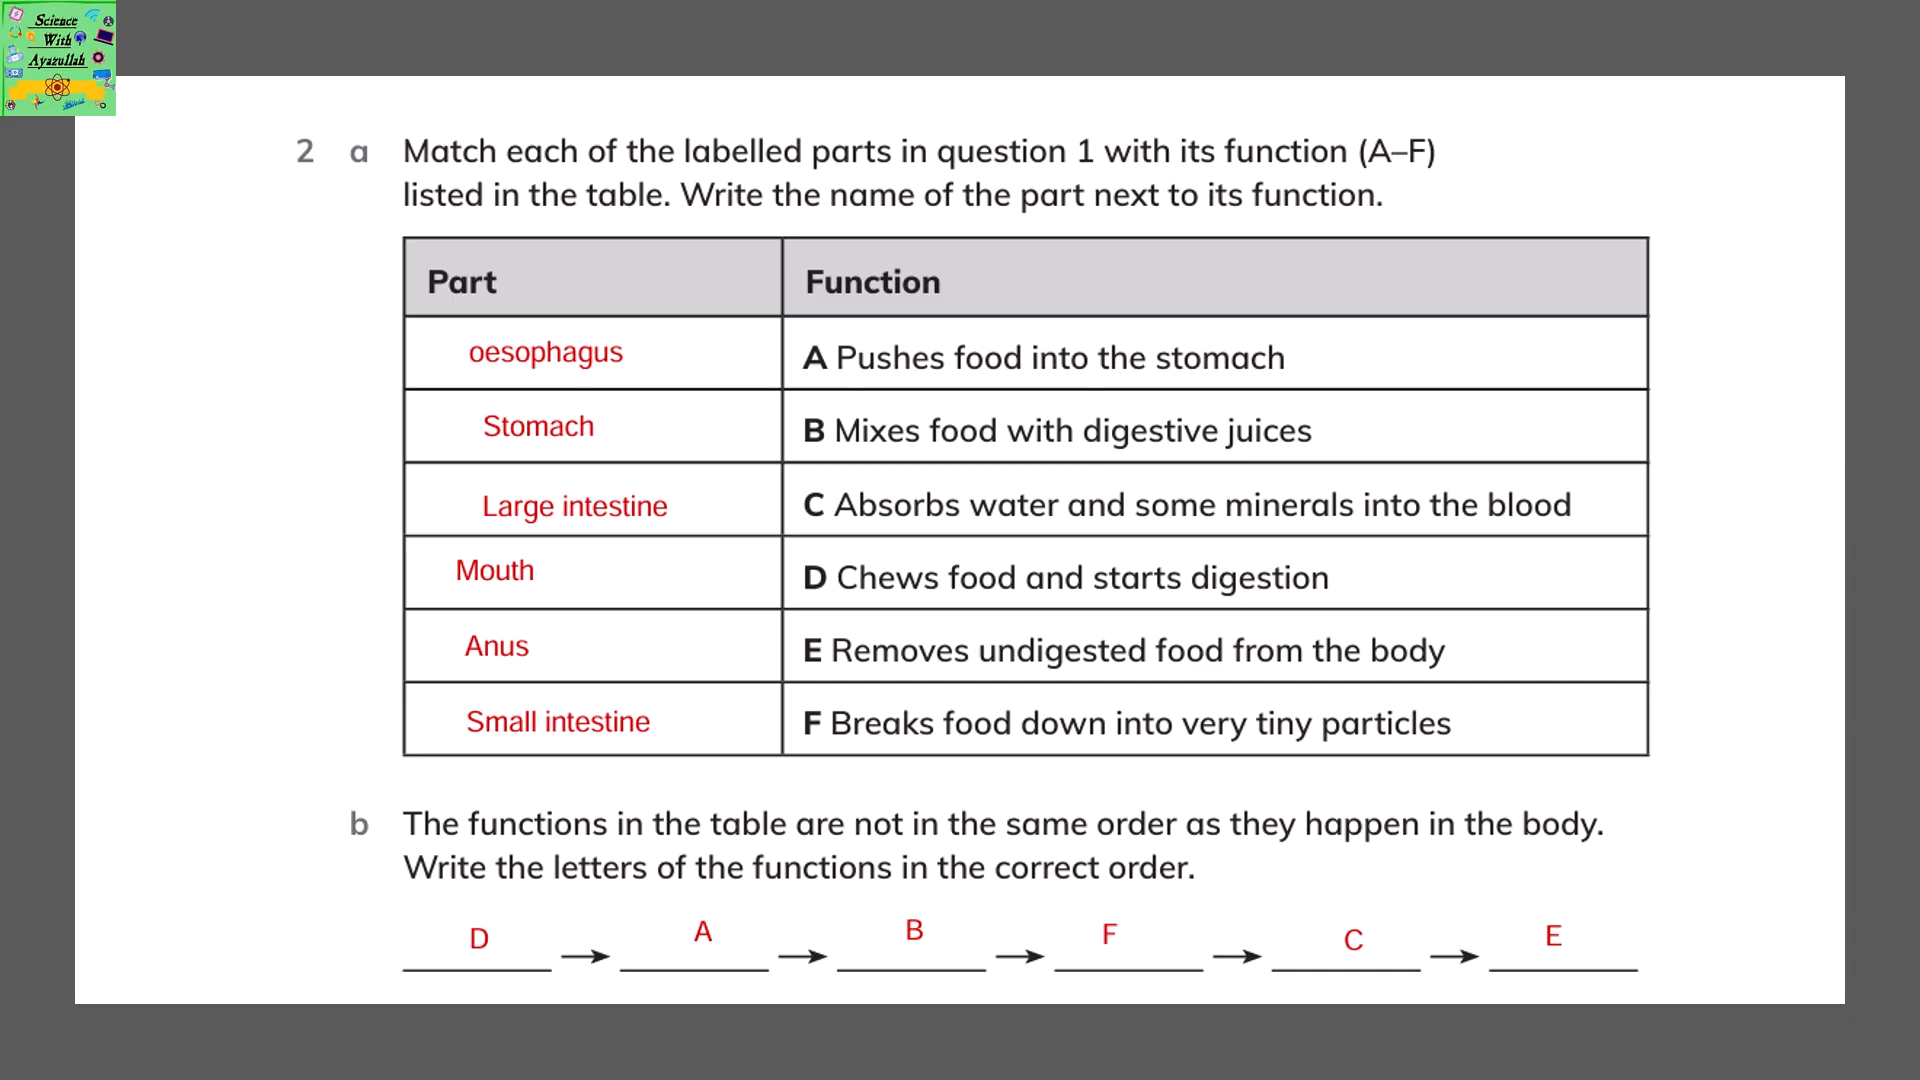 Science
With
Ayazullah
2 a Match each of the labelled parts in question 1 with its function (A–F)
listed in the table. Write the name of the part next to its function.
Part Function
oesophagus A Pushes food into the stomach
Stomach B Mixes food with digestive juices
Large intestine C Absorbs water and some minerals into the blood
Mouth D Chews food and starts digestion
Anus E Removes undigested food from the body
Small intestine F Breaks food down into very tiny particles
b The functions in the table are not in the same order as they happen in the body.
Write the letters of the functions in the correct order.
D → A → B → F → C → E